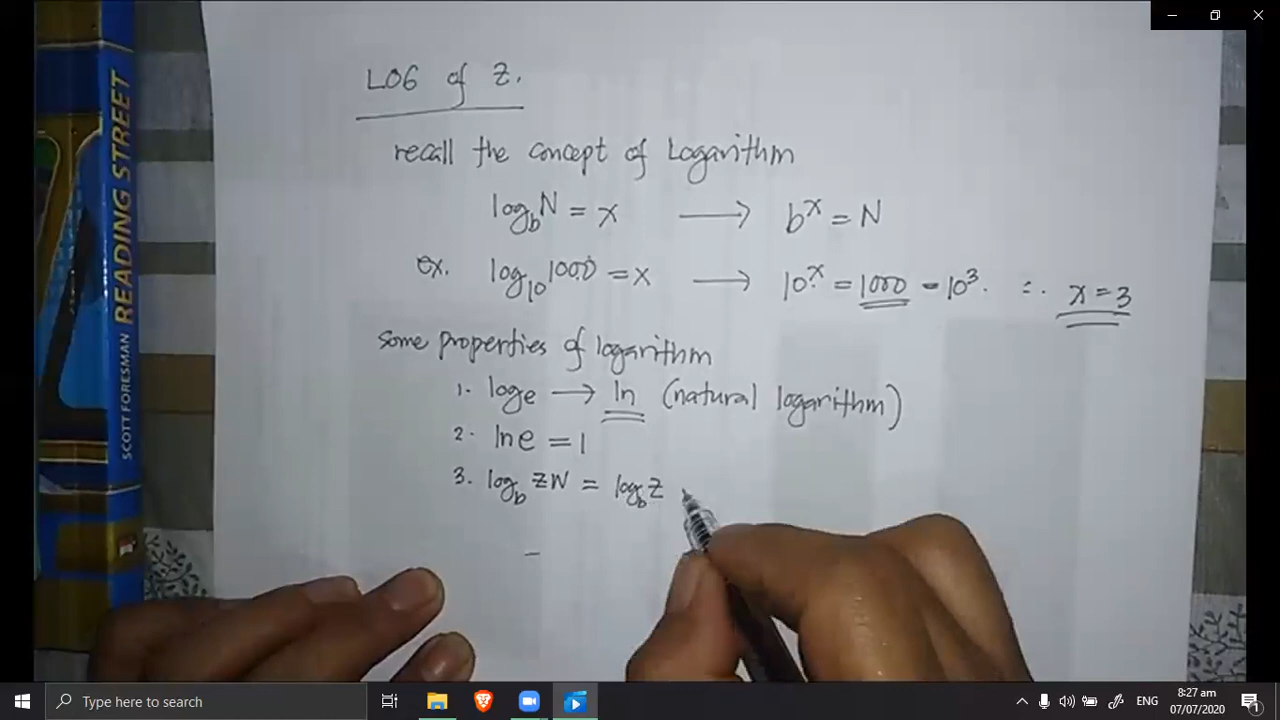 LOG of Z.
recall the concept of Logarithm
log_b N = x → b^x = N
ex. log_10 1000 = x → 10^x = 1000 = 10^3. ∴ x = 3
some properties of logarithm
1. log_e → ln (natural logarithm)
2. ln e = 1
3. log_b ZW = log_b Z
SCOTT FORESMAN READING STREET
Type here to search
ENG
8:27 am
07/07/2020
1